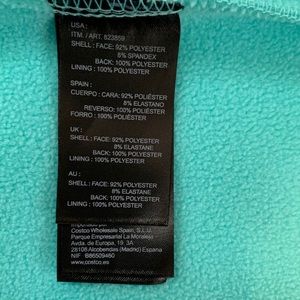 USA :
ITM. / ART. 823859
SHELL : FACE: 92% POLYESTER
8% SPANDEX
BACK: 100% POLYESTER
LINING : 100% POLYESTER
SPAIN :
CUERPO : CARA: 92% POLIÉSTER
8% ELASTANO
REVERSO: 100% POLIÉSTER
FORRO : 100% POLIÉSTER
UK :
SHELL : FACE: 92% POLYESTER
8% ELASTANE
BACK: 100% POLYESTER
LINING : 100% POLYESTER
AU :
SHELL : FACE: 92% POLYESTER
8% ELASTANE
BACK: 100% POLYESTER
LINING : 100% POLYESTER
Importado por
Costco Wholesale Spain, S.L.U
Parque Empresarial La Moraleja
Avda. de Europa, 19, 3A
28108 Alcobendas (Madrid) España
NIF B86509460
www.costco.es